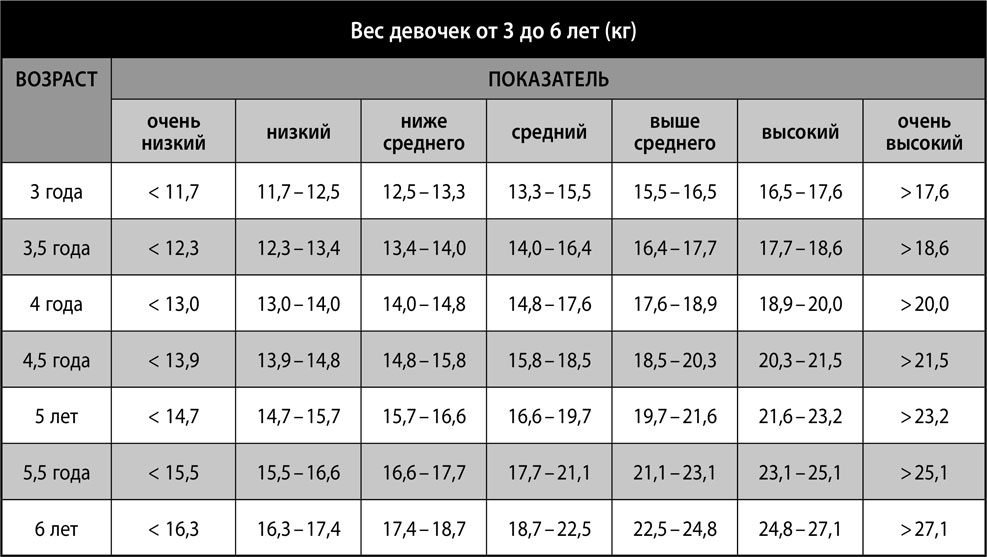 Вес девочек от 3 до 6 лет (кг)
ВОЗРАСТ ПОКАЗАТЕЛЬ
очень низкий низкий ниже среднего средний выше среднего высокий очень высокий
3 года < 11,7 11,7 – 12,5 12,5 – 13,3 13,3 – 15,5 15,5 – 16,5 16,5 – 17,6 > 17,6
3,5 года < 12,3 12,3 – 13,4 13,4 – 14,0 14,0 – 16,4 16,4 – 17,7 17,7 – 18,6 > 18,6
4 года < 13,0 13,0 – 14,0 14,0 – 14,8 14,8 – 17,6 17,6 – 18,9 18,9 – 20,0 > 20,0
4,5 года < 13,9 13,9 – 14,8 14,8 – 15,8 15,8 – 18,5 18,5 – 20,3 20,3 – 21,5 > 21,5
5 лет < 14,7 14,7 – 15,7 15,7 – 16,6 16,6 – 19,7 19,7 – 21,6 21,6 – 23,2 > 23,2
5,5 года < 15,5 15,5 – 16,6 16,6 – 17,7 17,7 – 21,1 21,1 – 23,1 23,1 – 25,1 > 25,1
6 лет < 16,3 16,3 – 17,4 17,4 – 18,7 18,7 – 22,5 22,5 – 24,8 24,8 – 27,1 > 27,1